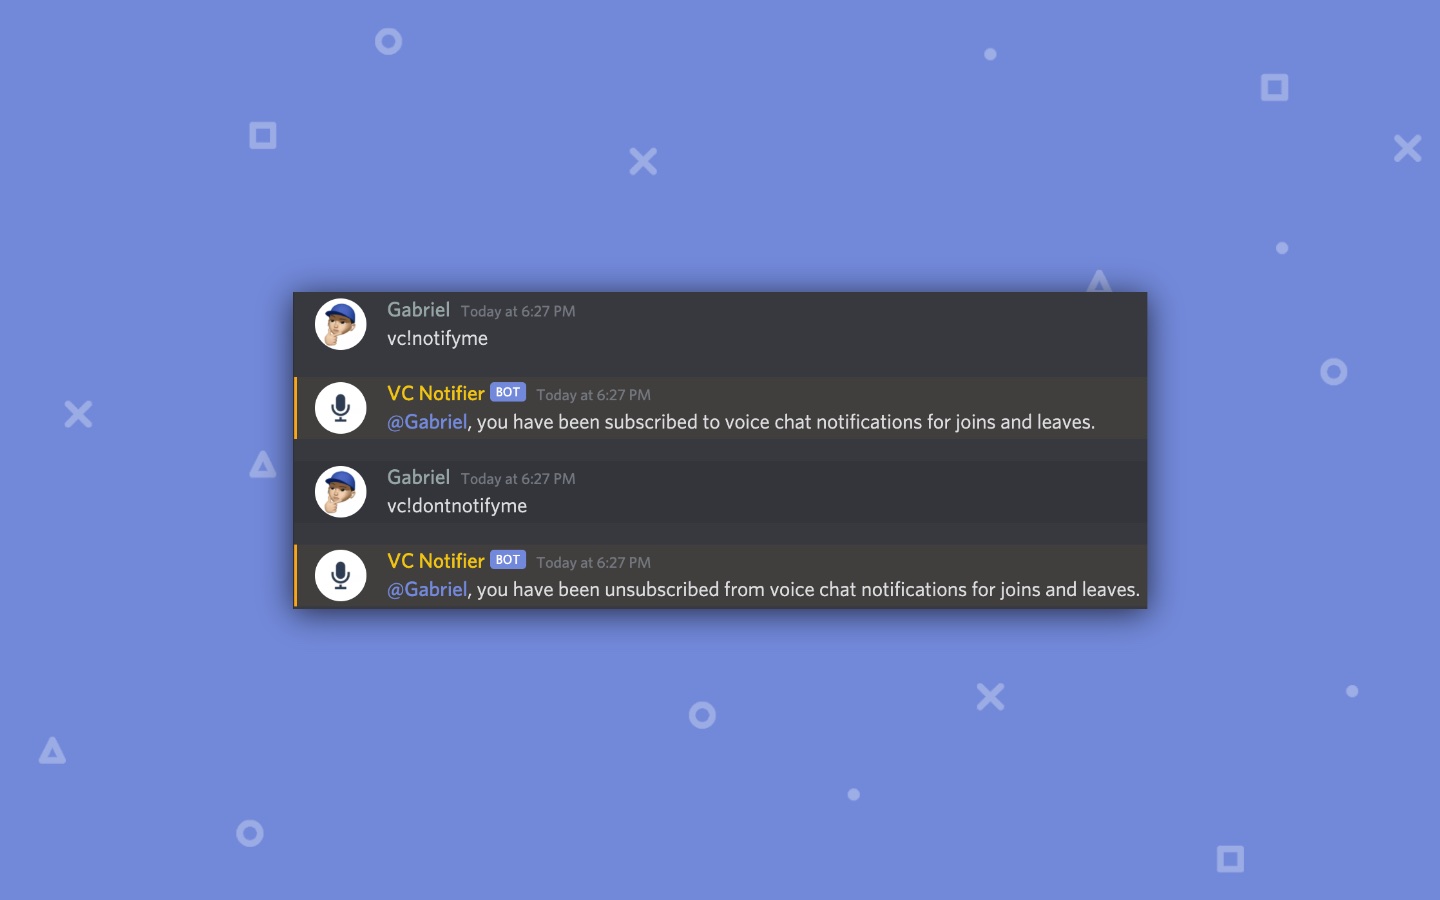 Gabriel Today at 6:27 PM
vc!notifyme
VC Notifier BOT Today at 6:27 PM
@Gabriel, you have been subscribed to voice chat notifications for joins and leaves.
Gabriel Today at 6:27 PM
vc!dontnotifyme
VC Notifier BOT Today at 6:27 PM
@Gabriel, you have been unsubscribed from voice chat notifications for joins and leaves.